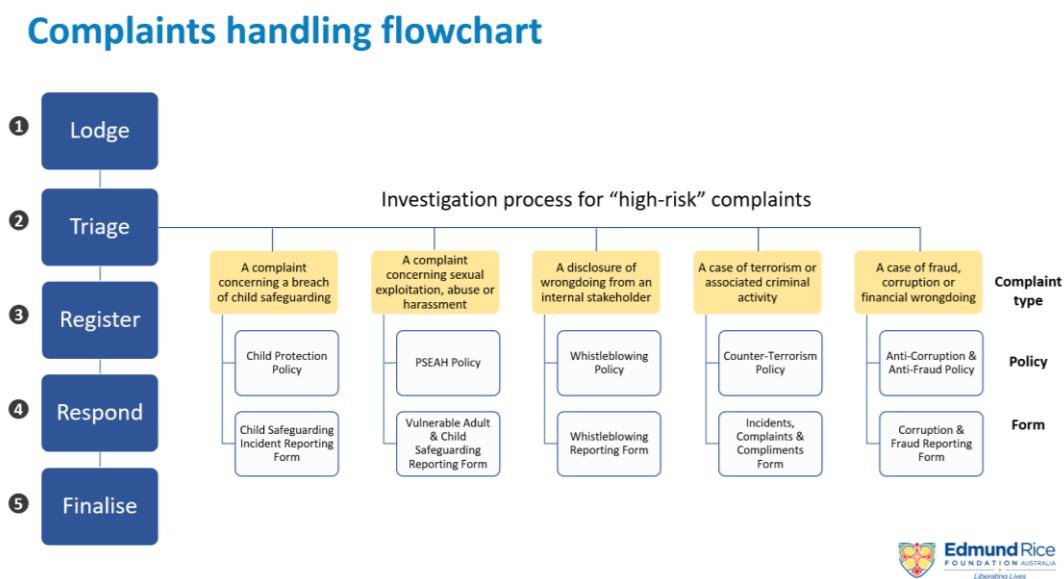 Complaints handling flowchart
❶
Lodge
❷
Triage
❸
Register
❹
Respond
❺
Finalise
Investigation process for “high-risk” complaints
A complaint
concerning a breach
of child safeguarding
A complaint
concerning sexual
exploitation, abuse or
harassment
A disclosure of
wrongdoing from an
internal stakeholder
A case of terrorism or
associated criminal
activity
A case of fraud,
corruption or
financial wrongdoing
Complaint
type
Child Protection
Policy
PSEAH Policy
Whistleblowing
Policy
Counter-Terrorism
Policy
Anti-Corruption &
Anti-Fraud Policy
Policy
Child Safeguarding
Incident Reporting
Form
Vulnerable Adult
& Child
Safeguarding
Reporting Form
Whistleblowing
Reporting Form
Incidents,
Complaints &
Compliments
Form
Corruption &
Fraud Reporting
Form
Form
Edmund Rice
FOUNDATION AUSTRALIA
Liberating Lives